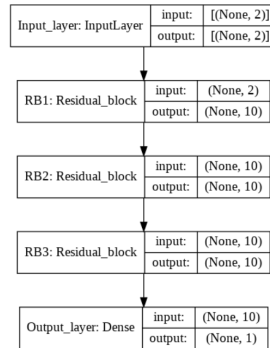 Input_layer: InputLayer
input: [(None, 2)]
output: [(None, 2)]
RB1: Residual_block
input: (None, 2)
output: (None, 10)
RB2: Residual_block
input: (None, 10)
output: (None, 10)
RB3: Residual_block
input: (None, 10)
output: (None, 10)
Output_layer: Dense
input: (None, 10)
output: (None, 1)